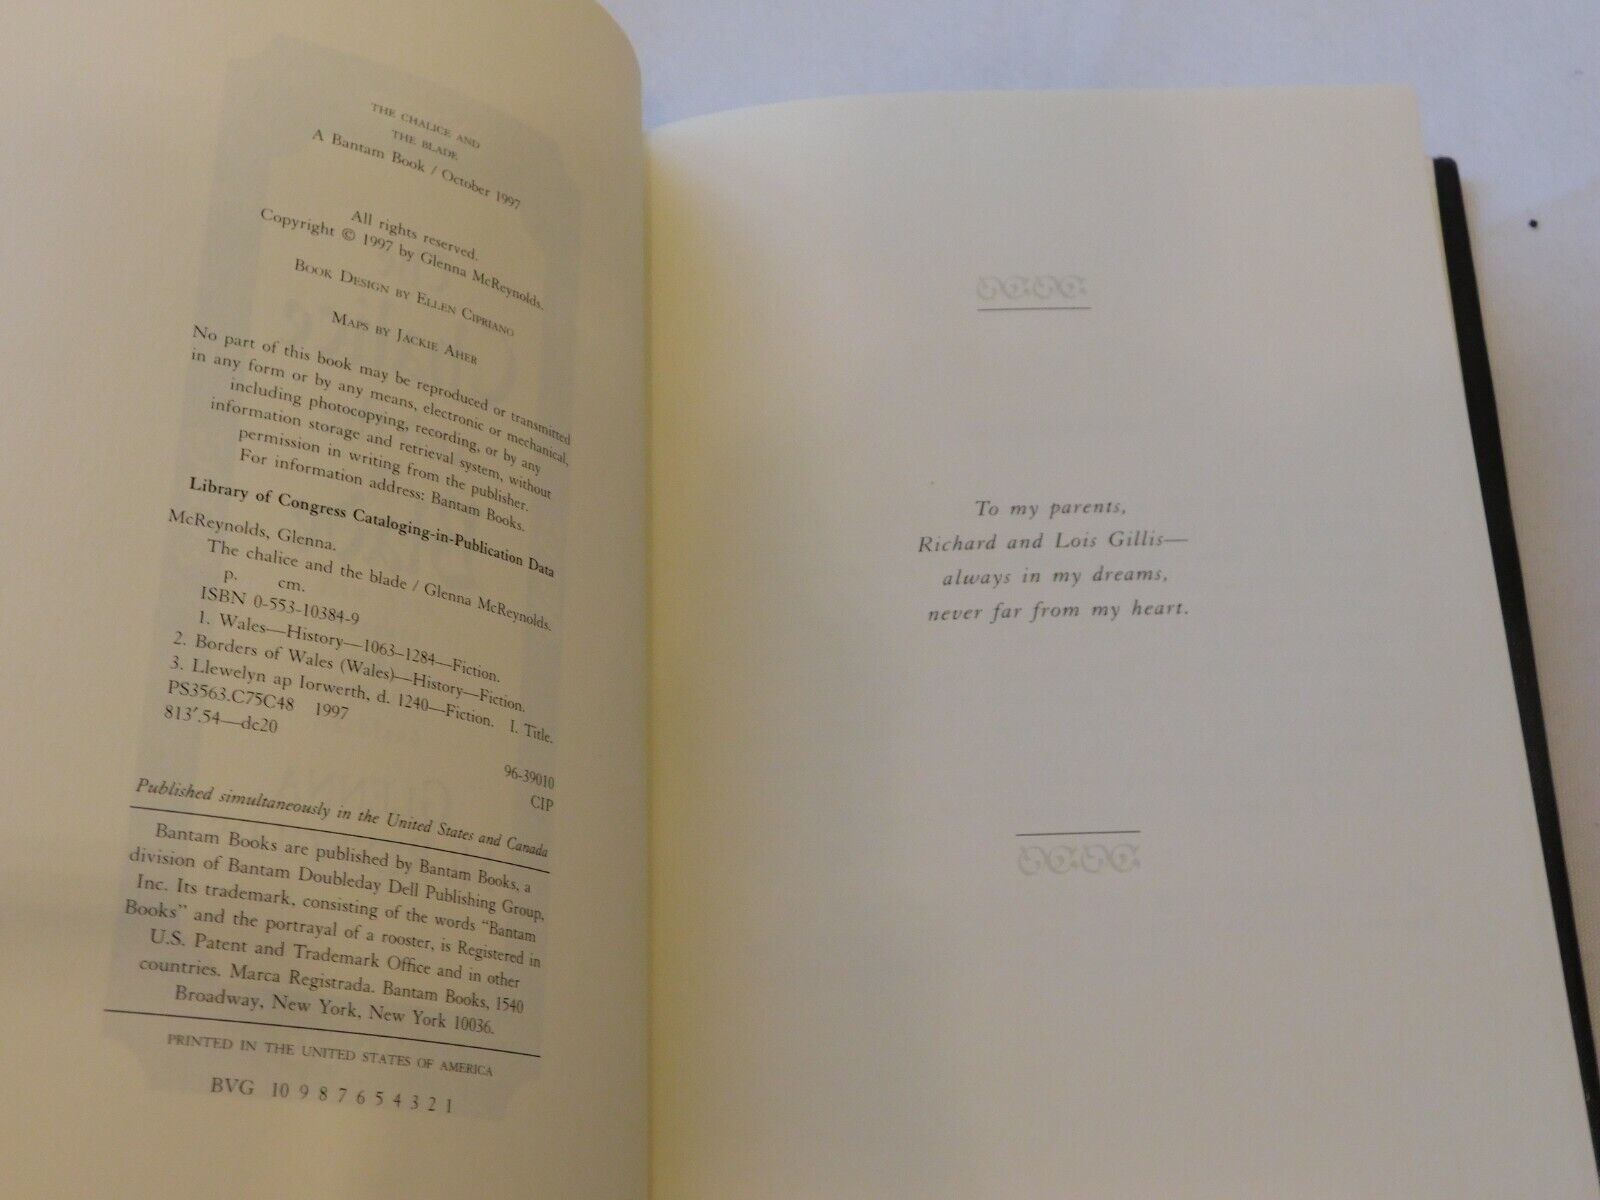 THE CHALICE AND
THE BLADE
A Bantam Book / October 1997
All rights reserved.
Copyright © 1997 by Glenna McReynolds.
BOOK DESIGN BY ELLEN CIPRIANO
MAPS BY JACKIE AHER
No part of this book may be reproduced or transmitted
in any form or by any means, electronic or mechanical,
including photocopying, recording, or by any
information storage and retrieval system, without
permission in writing from the publisher.
For information address: Bantam Books.
Library of Congress Cataloging-in-Publication Data
McReynolds, Glenna.
The chalice and the blade / Glenna McReynolds.
p. cm.
ISBN 0-553-10384-9
1. Wales—History—1063–1284—Fiction.
2. Borders of Wales (Wales)—History—Fiction.
3. Llewelyn ap Iorwerth, d. 1240—Fiction. I. Title.
PS3563.C75C48 1997
813'.54—dc20
96-39010
CIP
Published simultaneously in the United States and Canada
Bantam Books are published by Bantam Books, a
division of Bantam Doubleday Dell Publishing Group,
Inc. Its trademark, consisting of the words "Bantam
Books" and the portrayal of a rooster, is Registered in
U.S. Patent and Trademark Office and in other
countries. Marca Registrada. Bantam Books, 1540
Broadway, New York, New York 10036.
PRINTED IN THE UNITED STATES OF AMERICA
BVG 10 9 8 7 6 5 4 3 2 1
To my parents,
Richard and Lois Gillis—
always in my dreams,
never far from my heart.